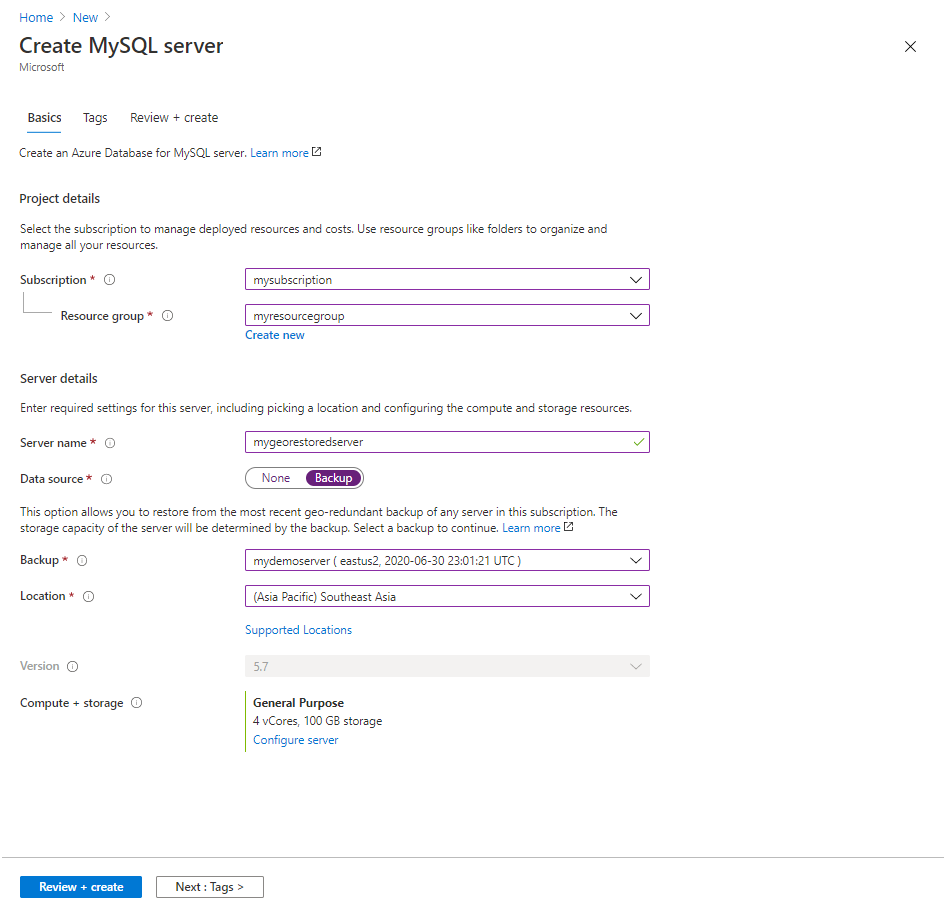 Home > New >
Create MySQL server
Microsoft
Basics Tags Review + create
Create an Azure Database for MySQL server. Learn more
Project details
Select the subscription to manage deployed resources and costs. Use resource groups like folders to organize and
manage all your resources.
Subscription * mysubscription
Resource group * myresourcegroup
Create new
Server details
Enter required settings for this server, including picking a location and configuring the compute and storage resources.
Server name * mygeorestoredserver
Data source * None Backup
This option allows you to restore from the most recent geo-redundant backup of any server in this subscription. The
storage capacity of the server will be determined by the backup. Select a backup to continue. Learn more
Backup * mydemoserver ( eastus2, 2020-06-30 23:01:21 UTC )
Location * (Asia Pacific) Southeast Asia
Supported Locations
Version 5.7
Compute + storage General Purpose
4 vCores, 100 GB storage
Configure server
Review + create Next : Tags >